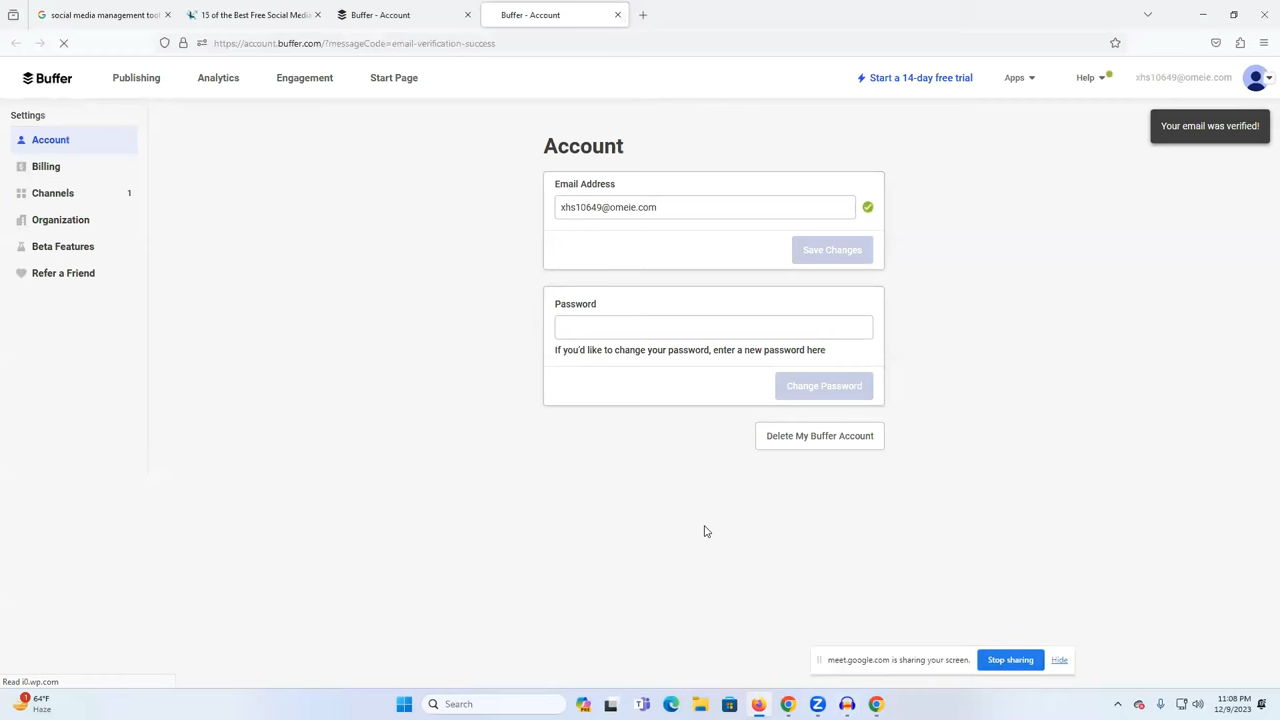 social media management tool
15 of the Best Free Social Media
Buffer - Account
Buffer - Account
https://account.buffer.com/?messageCode=email-verification-success
Buffer
Publishing
Analytics
Engagement
Start Page
Start a 14-day free trial
Apps
Help
xhs10649@omeie.com
Settings
Account
Billing
Channels 1
Organization
Beta Features
Refer a Friend
Your email was verified!
Account
Email Address
xhs10649@omeie.com
Save Changes
Password
If you'd like to change your password, enter a new password here
Change Password
Delete My Buffer Account
meet.google.com is sharing your screen.
Stop sharing
Hide
Read i0.wp.com
64°F
Haze
Search
11:08 PM
12/9/2023